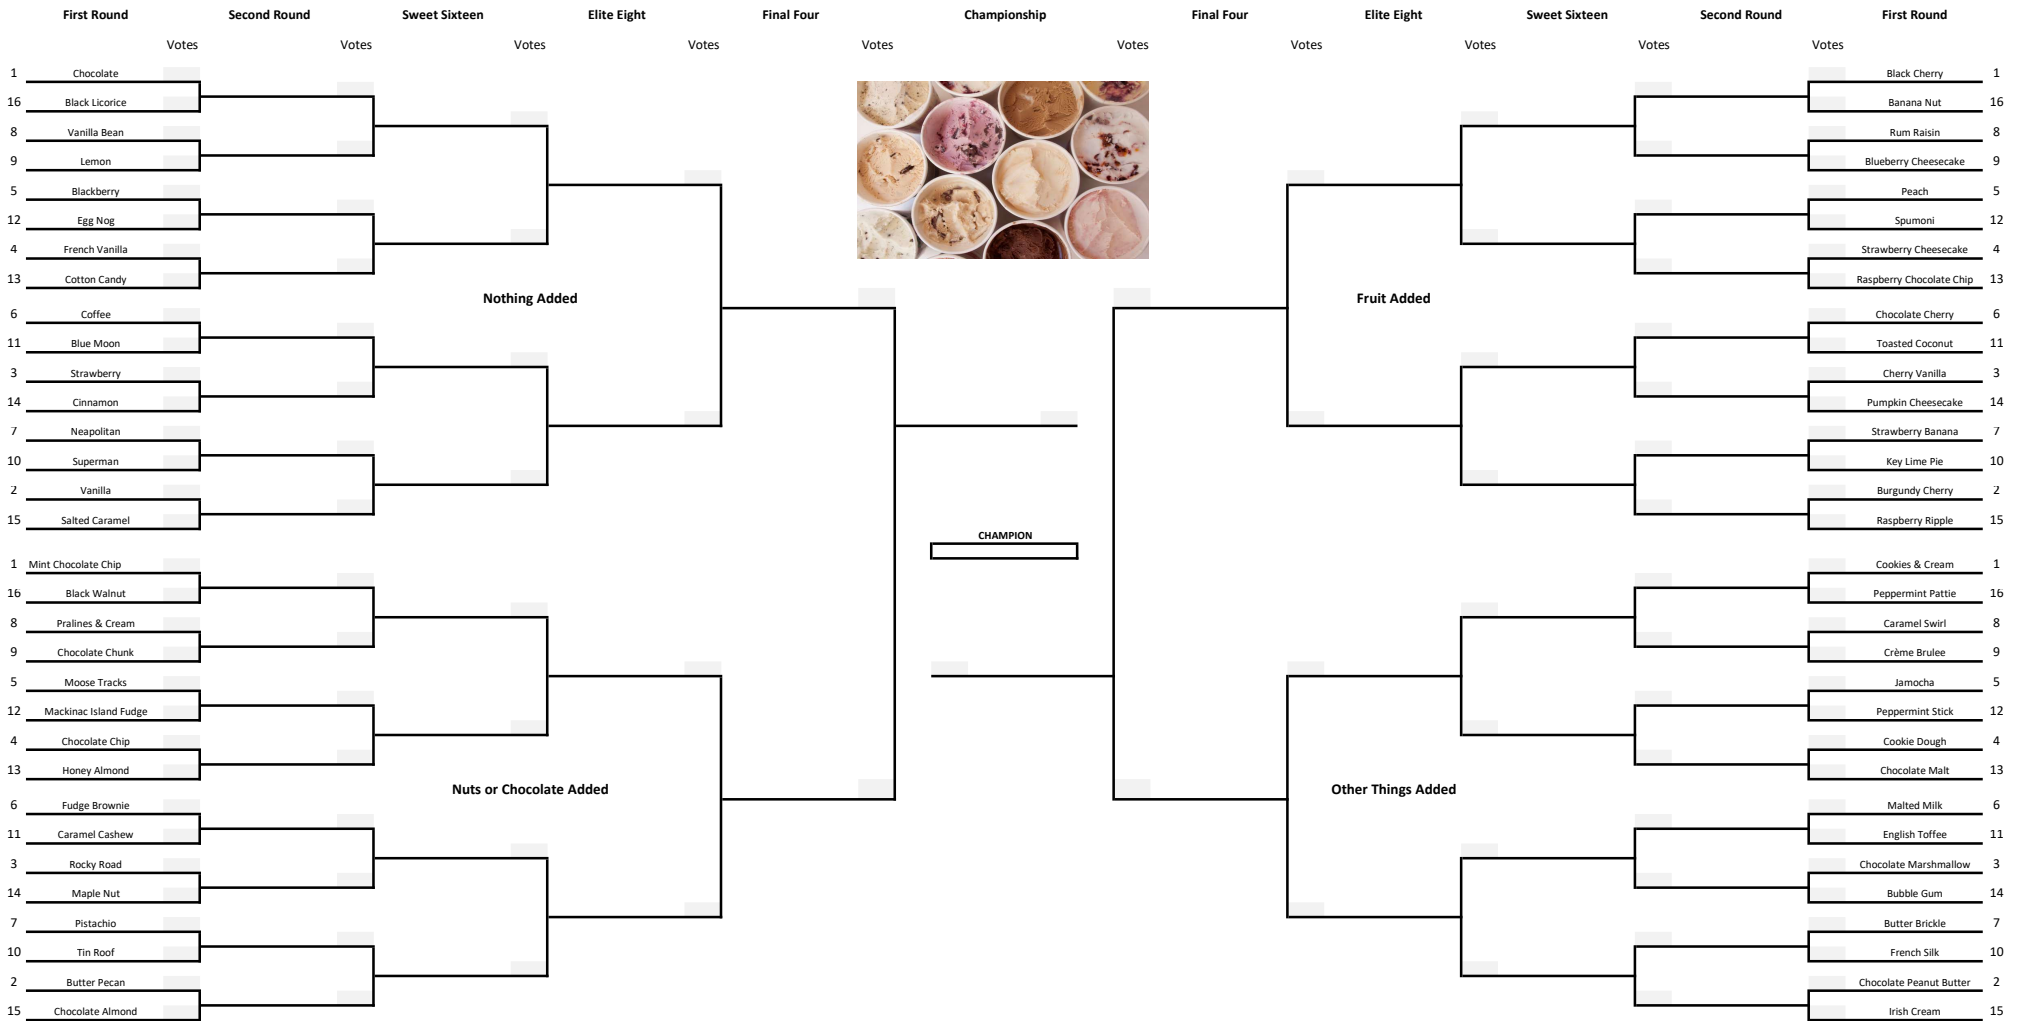 First Round Second Round Sweet Sixteen Elite Eight Final Four Championship Final Four Elite Eight Sweet Sixteen Second Round First Round
Votes Votes Votes Votes Votes Votes Votes Votes Votes Votes
1 Chocolate Black Cherry 1
16 Black Licorice Banana Nut 16
8 Vanilla Bean Rum Raisin 8
9 Lemon Blueberry Cheesecake 9
5 Blackberry Peach 5
12 Egg Nog Spumoni 12
4 French Vanilla Strawberry Cheesecake 4
13 Cotton Candy Raspberry Chocolate Chip 13
Nothing Added Fruit Added
6 Coffee Chocolate Cherry 6
11 Blue Moon Toasted Coconut 11
3 Strawberry Cherry Vanilla 3
14 Cinnamon Pumpkin Cheesecake 14
7 Neapolitan Strawberry Banana 7
10 Superman Key Lime Pie 10
2 Vanilla Burgundy Cherry 2
15 Salted Caramel Raspberry Ripple 15
CHAMPION
1 Mint Chocolate Chip Cookies & Cream 1
16 Black Walnut Peppermint Pattie 16
8 Pralines & Cream Caramel Swirl 8
9 Chocolate Chunk Crème Brulee 9
5 Moose Tracks Jamocha 5
12 Mackinac Island Fudge Peppermint Stick 12
4 Chocolate Chip Cookie Dough 4
13 Honey Almond Chocolate Malt 13
Nuts or Chocolate Added Other Things Added
6 Fudge Brownie Malted Milk 6
11 Caramel Cashew English Toffee 11
3 Rocky Road Chocolate Marshmallow 3
14 Maple Nut Bubble Gum 14
7 Pistachio Butter Brickle 7
10 Tin Roof French Silk 10
2 Butter Pecan Chocolate Peanut Butter 2
15 Chocolate Almond Irish Cream 15